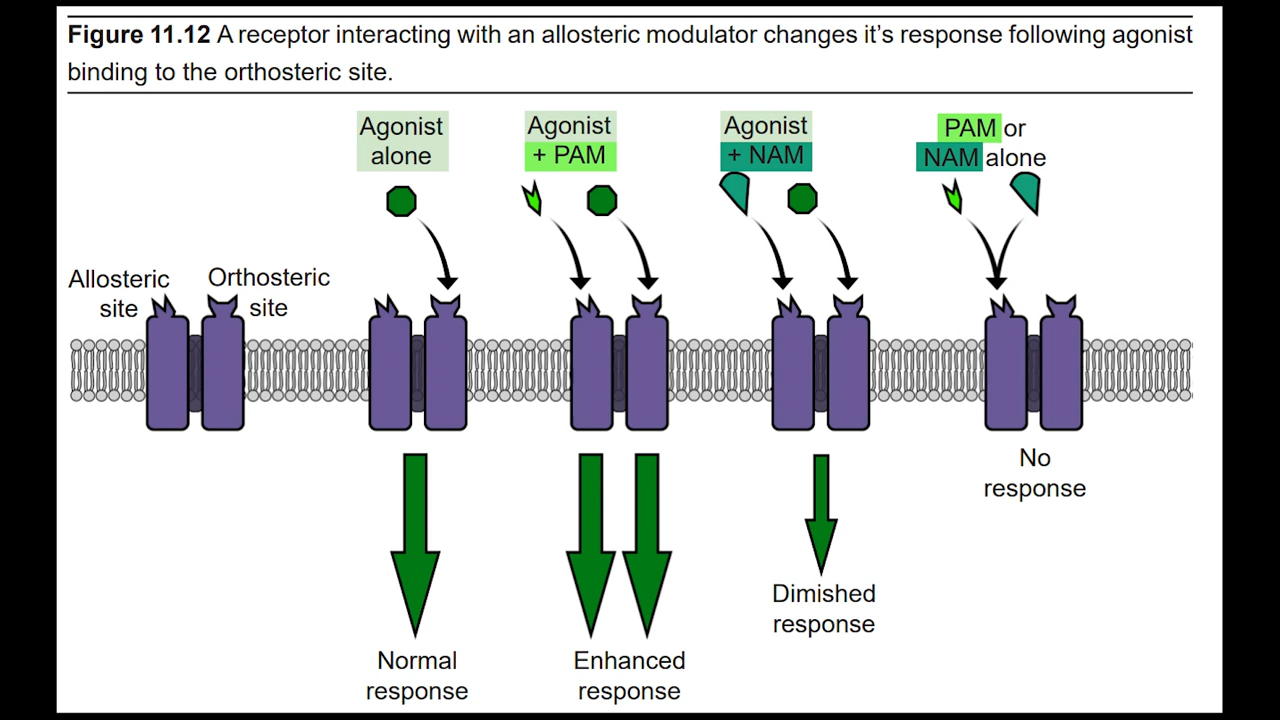 Figure 11.12 A receptor interacting with an allosteric modulator changes it's response following agonist
binding to the orthosteric site.
Agonist
alone
Agonist
+ PAM
Agonist
+ NAM
PAM or
NAM alone
Allosteric
site
Orthosteric
site
Normal
response
Enhanced
response
Dimished
response
No
response